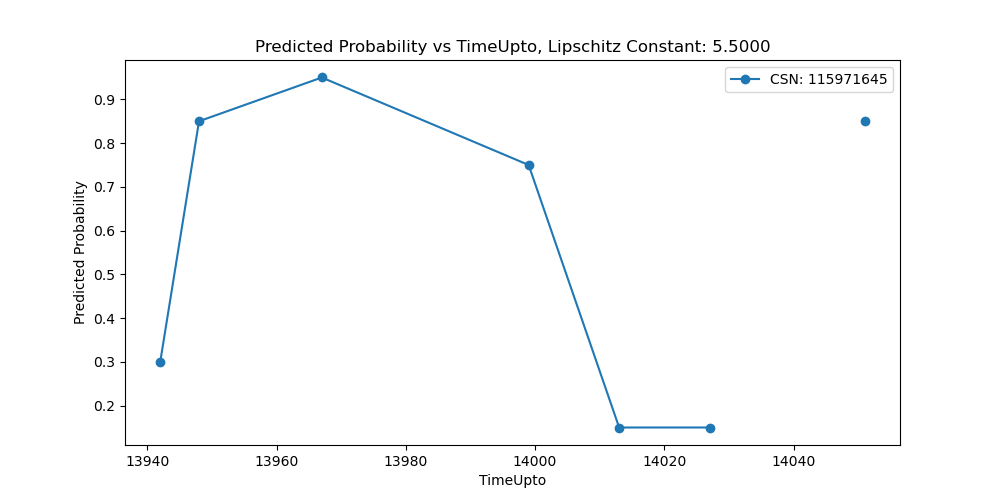 Predicted Probability vs TimeUpto, Lipschitz Constant: 5.5000
CSN: 115971645
Predicted Probability
0.9
0.8
0.7
0.6
0.5
0.4
0.3
0.2
13940 13960 13980 14000 14020 14040
TimeUpto